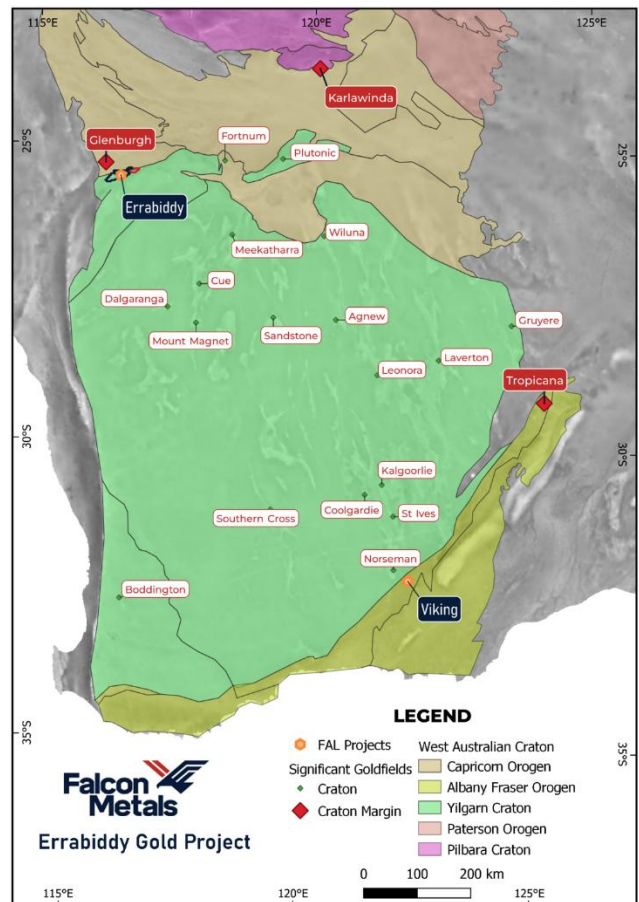 115°E
120°E
125°E
25°S
25°S
30°S
30°S
35°S
35°S
Karlawinda
Glenburgh
Fortnum
Plutonic
Errabiddy
Wiluna
Meekatharra
Cue
Dalgaranga
Mount Magnet
Sandstone
Agnew
Gruyere
Laverton
Leonora
Tropicana
Kalgoorlie
Coolgardie
Southern Cross
St Ives
Norseman
Boddington
Viking
LEGEND
FAL Projects
Significant Goldfields
Craton
Craton Margin
West Australian Craton
Capricorn Orogen
Albany Fraser Orogen
Yilgarn Craton
Paterson Orogen
Pilbara Craton
0 100 200 km
Falcon
Metals
Errabiddy Gold Project
115°E
120°E
125°E